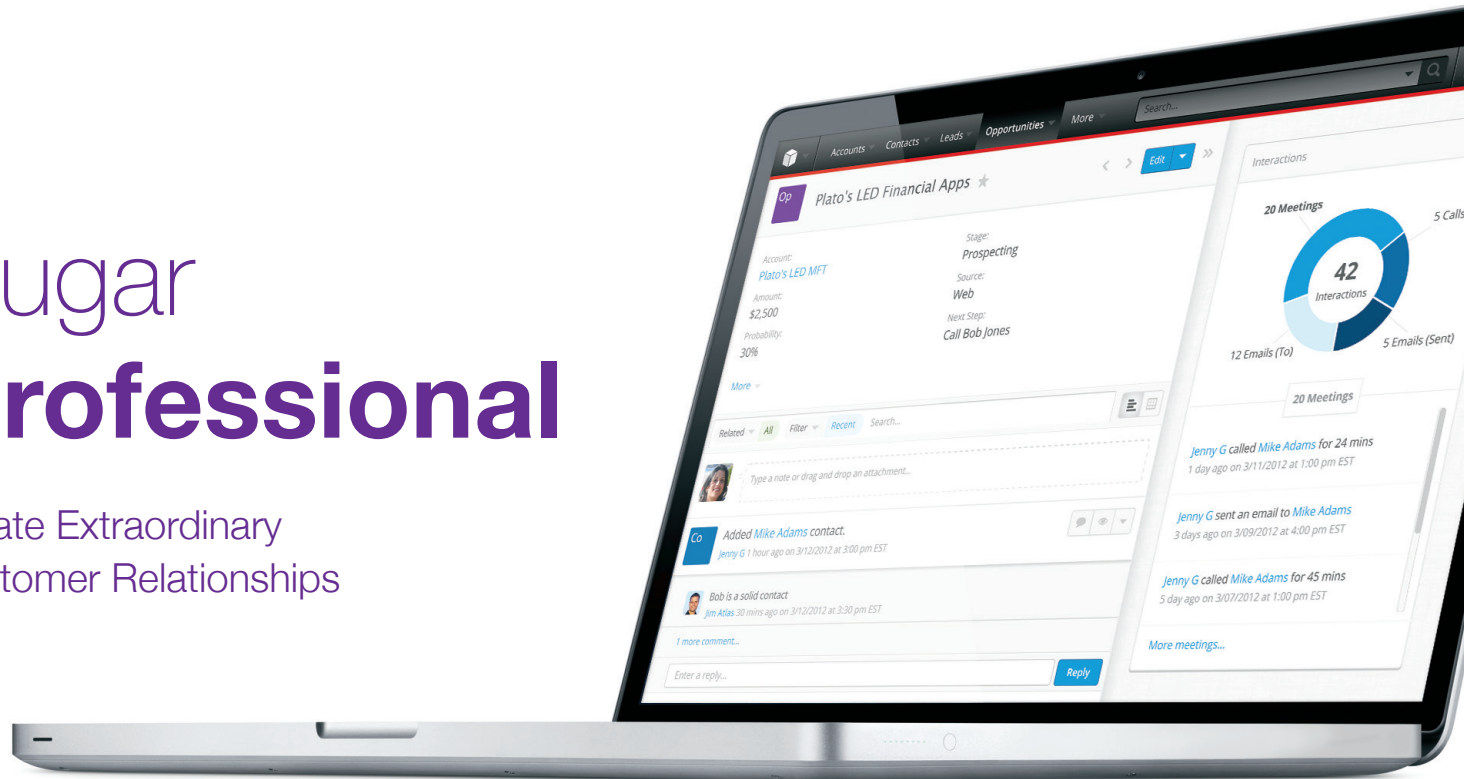 ugar
rofessional
ate Extraordinary
tomer Relationships
Accounts Contacts Leads Opportunities More Search...
Op Plato's LED Financial Apps Edit
Account:
Plato's LED MFT
Amount:
$2,500
Probability:
30%
More
Stage:
Prospecting
Source:
Web
Next Step:
Call Bob Jones
Related All Filter Recent Search...
Type a note or drag and drop an attachment...
Co Added Mike Adams contact.
Jenny G 1 hour ago on 3/12/2012 at 3:00 pm EST
Bob is a solid contact
Jim Atlas 30 mins ago on 3/12/2012 at 3:30 pm EST
1 more comment...
Enter a reply... Reply
Interactions
20 Meetings
5 Calls
42
Interactions
12 Emails (To)
5 Emails (Sent)
20 Meetings
Jenny G called Mike Adams for 24 mins
1 day ago on 3/11/2012 at 1:00 pm EST
Jenny G sent an email to Mike Adams
3 days ago on 3/09/2012 at 4:00 pm EST
Jenny G called Mike Adams for 45 mins
5 day ago on 3/07/2012 at 1:00 pm EST
More meetings...